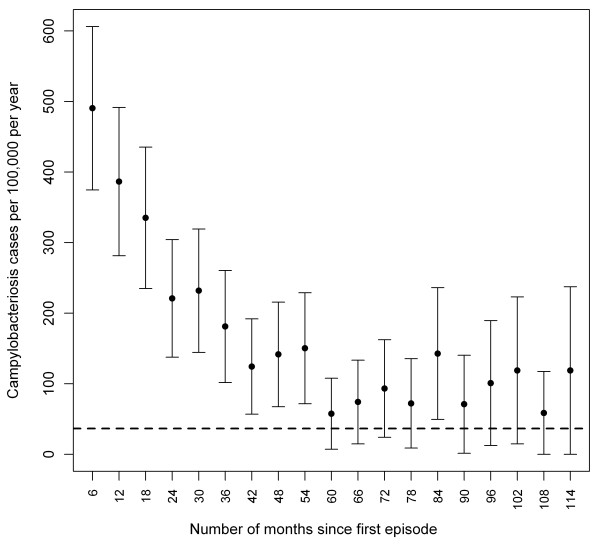 Campylobacteriosis cases per 100,000 per year
600
500
400
300
200
100
0
6 12 18 24 30 36 42 48 54 60 66 72 78 84 90 96 102 108 114
Number of months since first episode